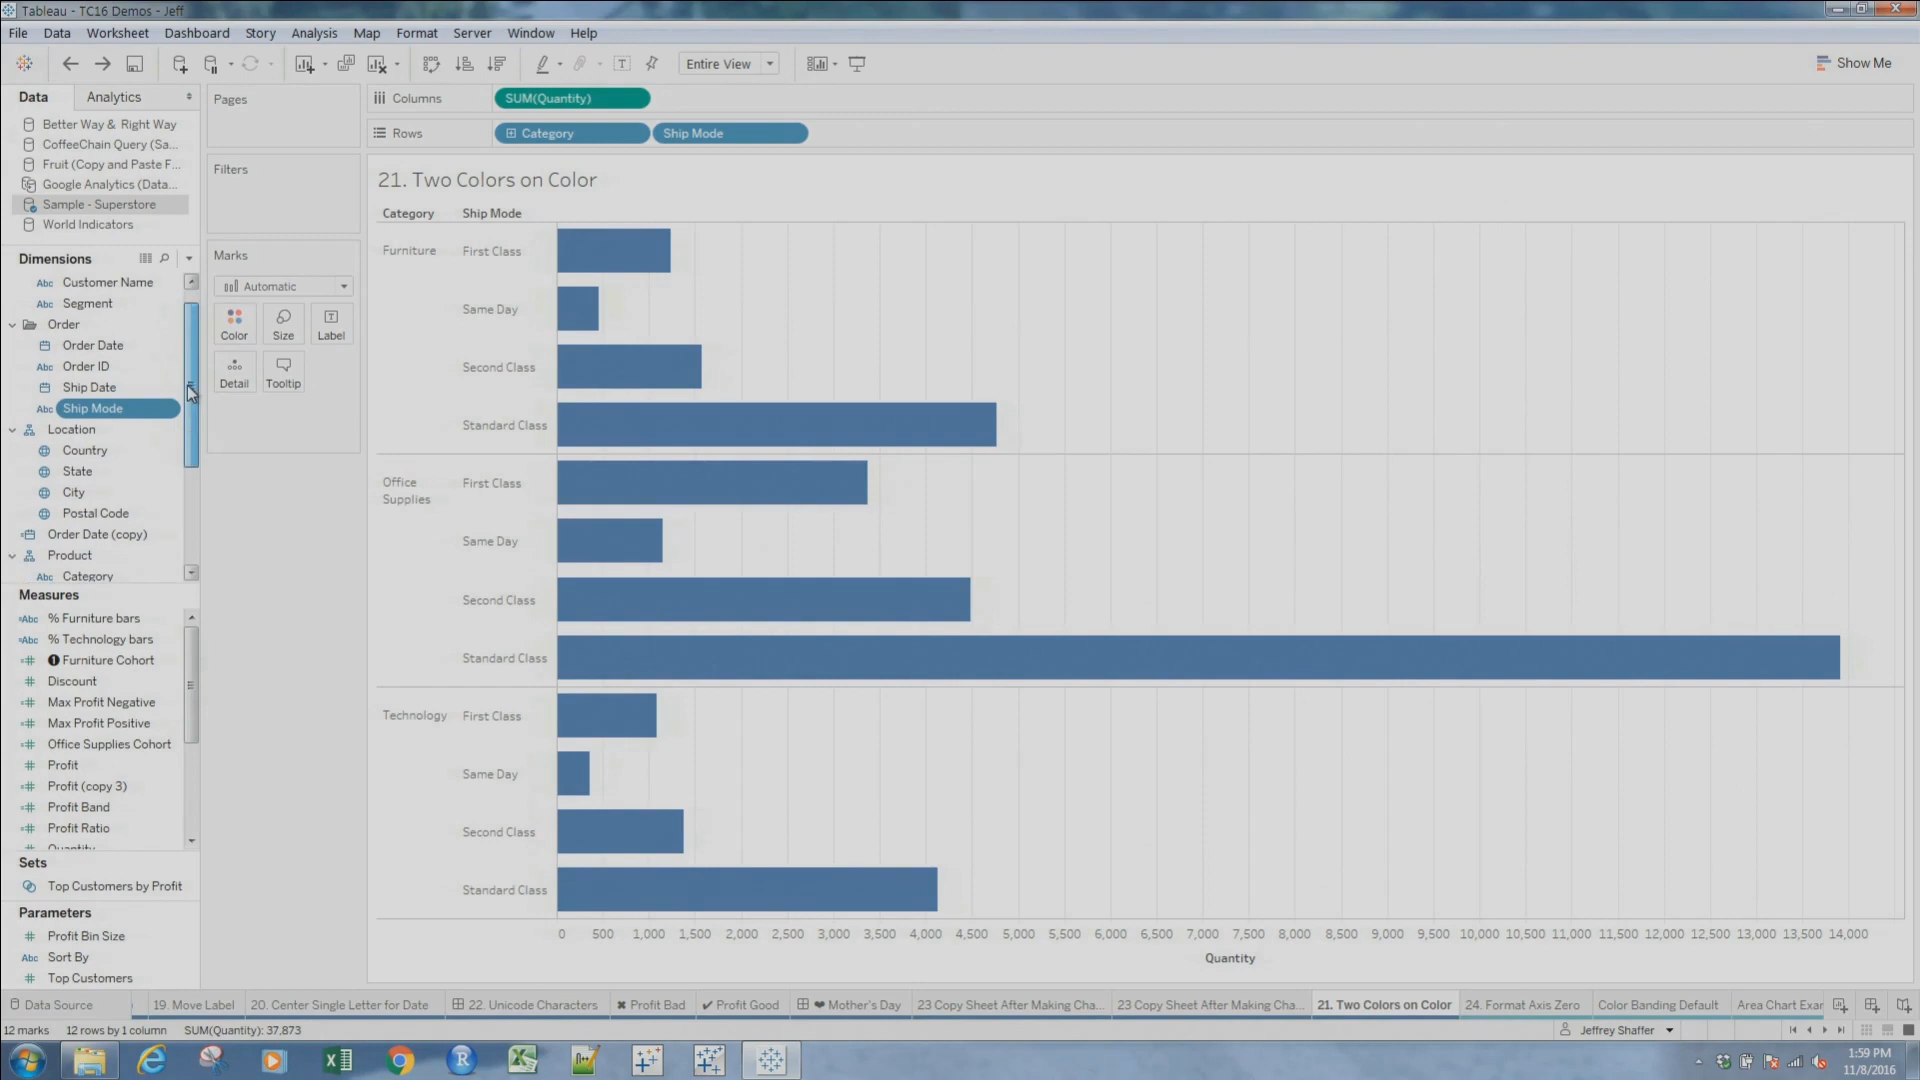 Tableau - TC16 Demos - Jeff
File Data Worksheet Dashboard Story Analysis Map Format Server Window Help
Entire View
Show Me
Data Analytics
Better Way & Right Way
CoffeeChain Query (Sa...
Fruit (Copy and Paste F...
Google Analytics (Data...
Sample - Superstore
World Indicators
Dimensions
Abc Customer Name
Abc Segment
Order
Order Date
Abc Order ID
Ship Date
Abc Ship Mode
Location
Country
State
City
Postal Code
Order Date (copy)
Product
Abc Category
Measures
=Abc % Furniture bars
=Abc % Technology bars
=# ❶ Furniture Cohort
# Discount
=# Max Profit Negative
=# Max Profit Positive
=# Office Supplies Cohort
# Profit
=# Profit (copy 3)
=# Profit Band
=# Profit Ratio
# Quantity
Sets
Top Customers by Profit
Parameters
# Profit Bin Size
Abc Sort By
# Top Customers
Pages
Filters
Marks
Automatic
Color Size Label
Detail Tooltip
Columns SUM(Quantity)
Rows Category Ship Mode
21. Two Colors on Color
Category Ship Mode
Furniture First Class
Same Day
Second Class
Standard Class
Office Supplies First Class
Same Day
Second Class
Standard Class
Technology First Class
Same Day
Second Class
Standard Class
0 500 1,000 1,500 2,000 2,500 3,000 3,500 4,000 4,500 5,000 5,500 6,000 6,500 7,000 7,500 8,000 8,500 9,000 9,500 10,000 10,500 11,000 11,500 12,000 12,500 13,000 13,500 14,000
Quantity
Data Source 19. Move Label 20. Center Single Letter for Date 22. Unicode Characters ✖ Profit Bad ✔ Profit Good ❤ Mother's Day 23 Copy Sheet After Making Cha... 23 Copy Sheet After Making Cha... 21. Two Colors on Color 24. Format Axis Zero Color Banding Default Area Chart Exar
12 marks 12 rows by 1 column SUM(Quantity): 37,873 Jeffrey Shaffer
1:59 PM
11/8/2016